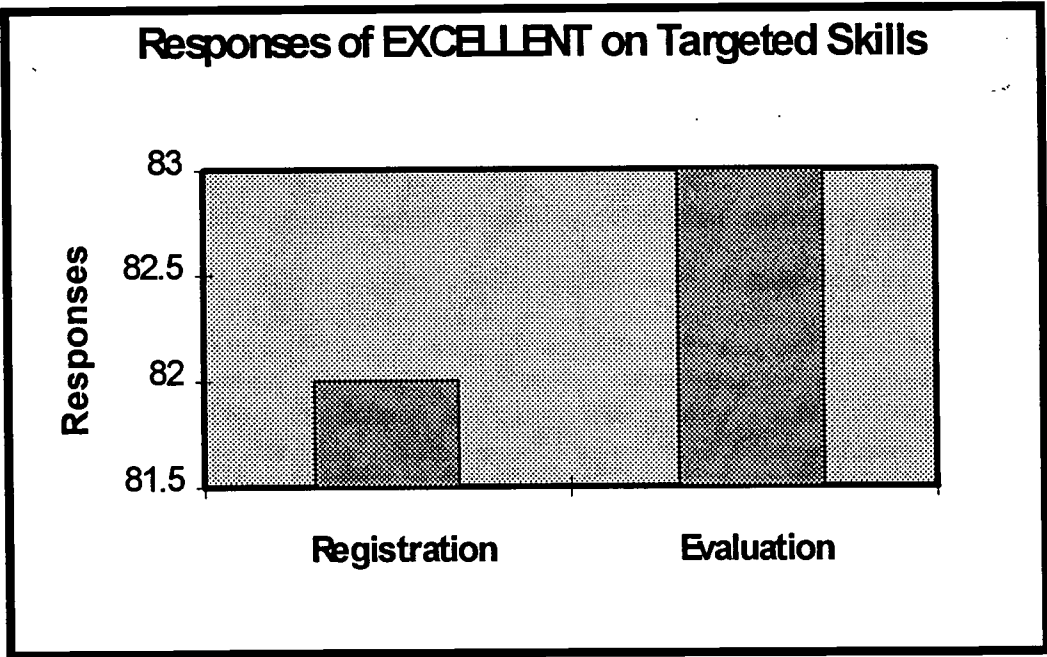 Responses of EXCELLENT on Targeted Skills
83
82.5
82
81.5
Responses
Registration
Evaluation